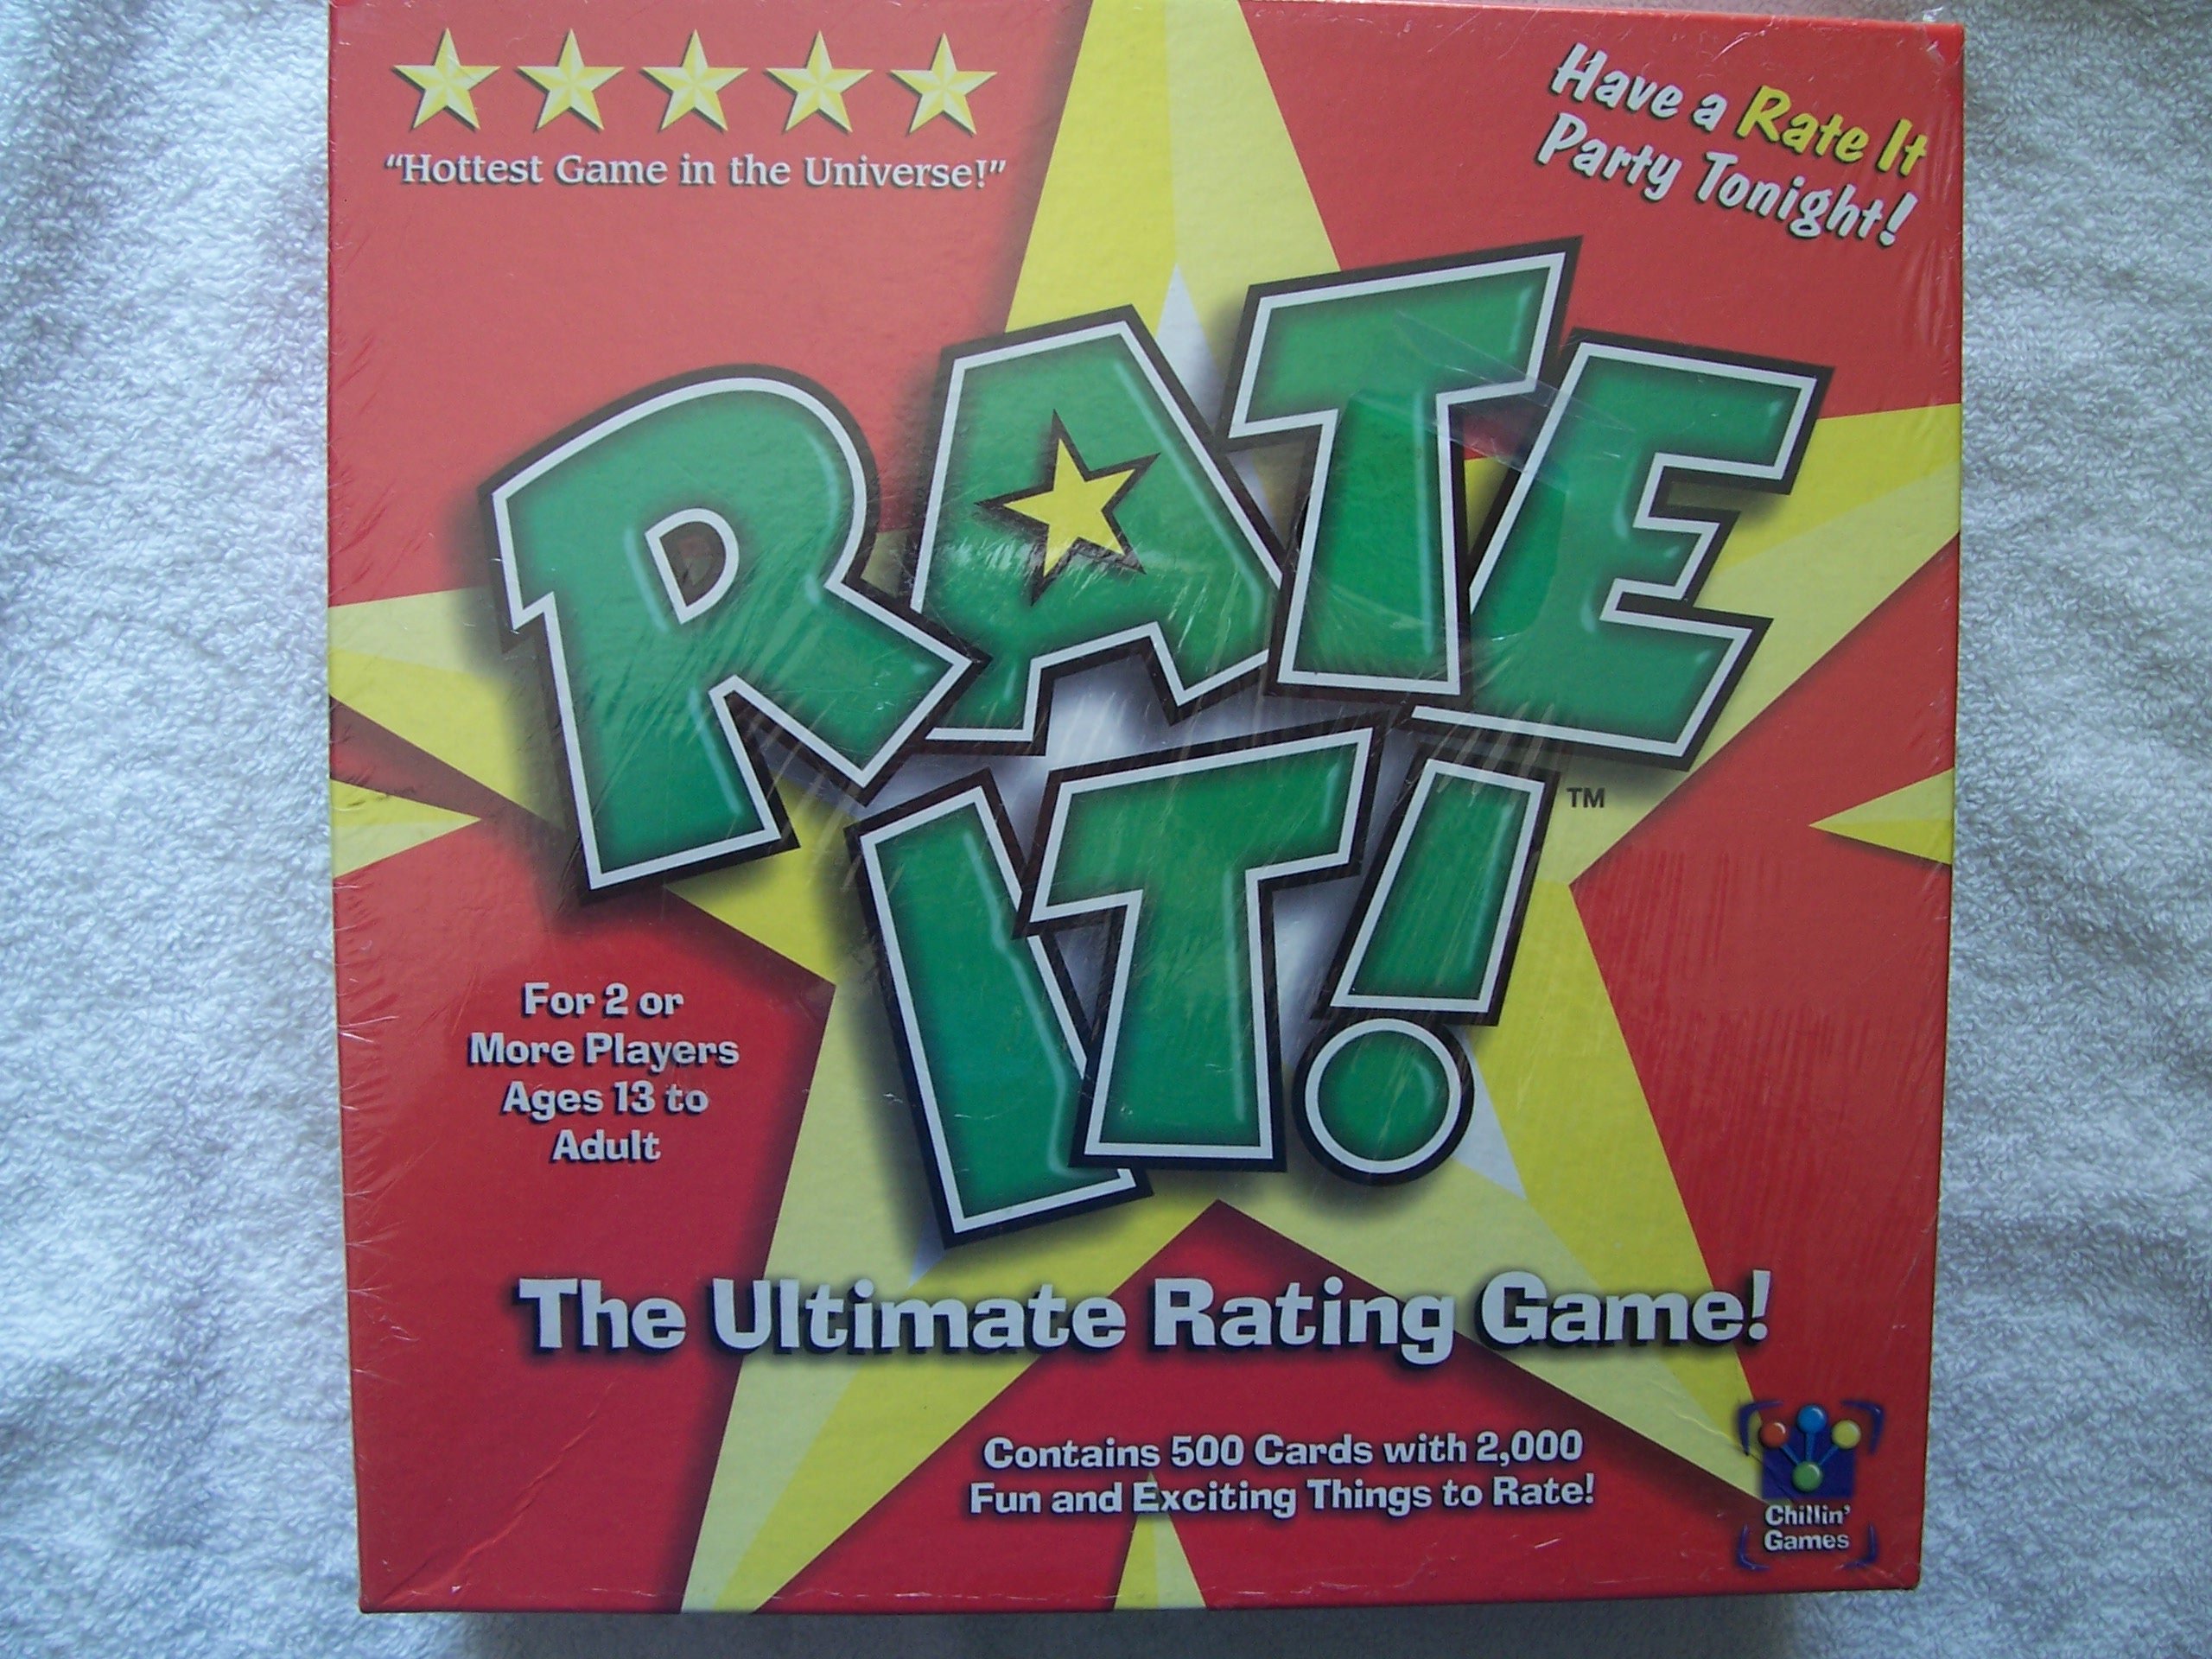 "Hottest Game in the Universe!"
Have a Rate It
Party Tonight!
RATE
IT!
TM
For 2 or
More Players
Ages 13 to
Adult
The Ultimate Rating Game!
Contains 500 Cards with 2,000
Fun and Exciting Things to Rate!
Chillin'
Games